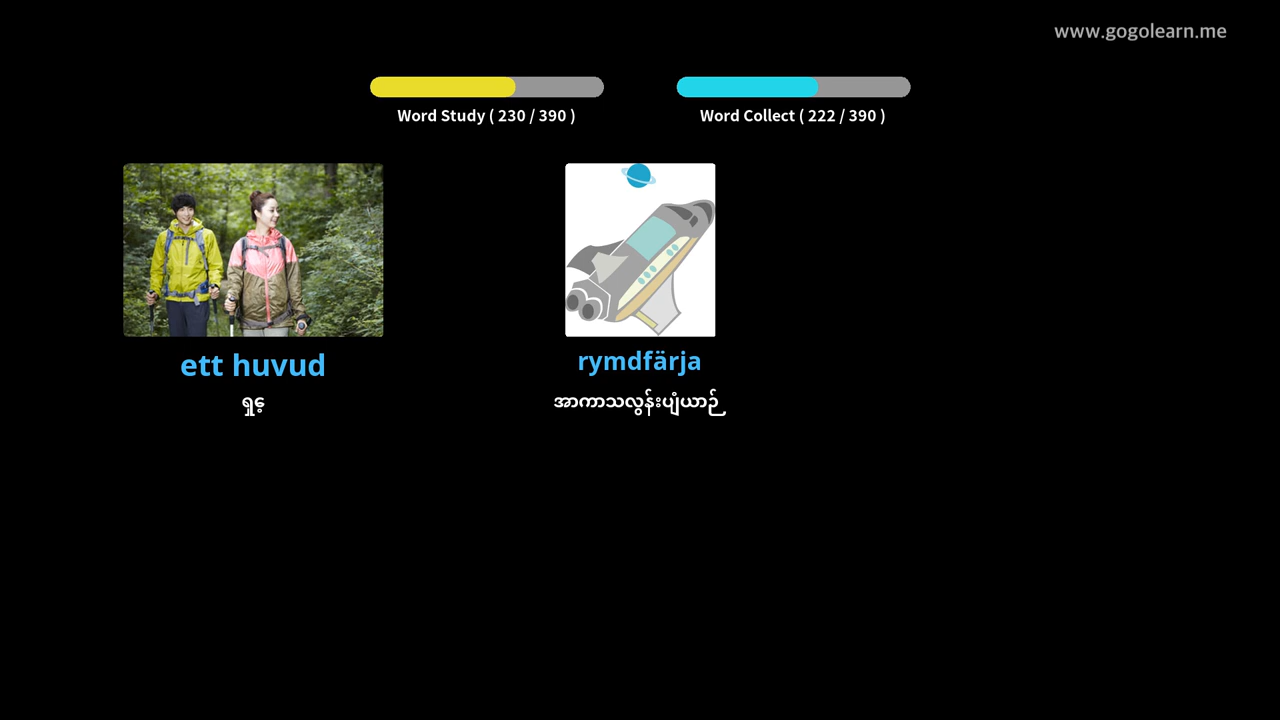 www.gogolearn.me
Word Study ( 230 / 390 )
Word Collect ( 222 / 390 )
ett huvud
ရှေ့
rymdfärja
အာကာသလွန်းပျံယာဉ်